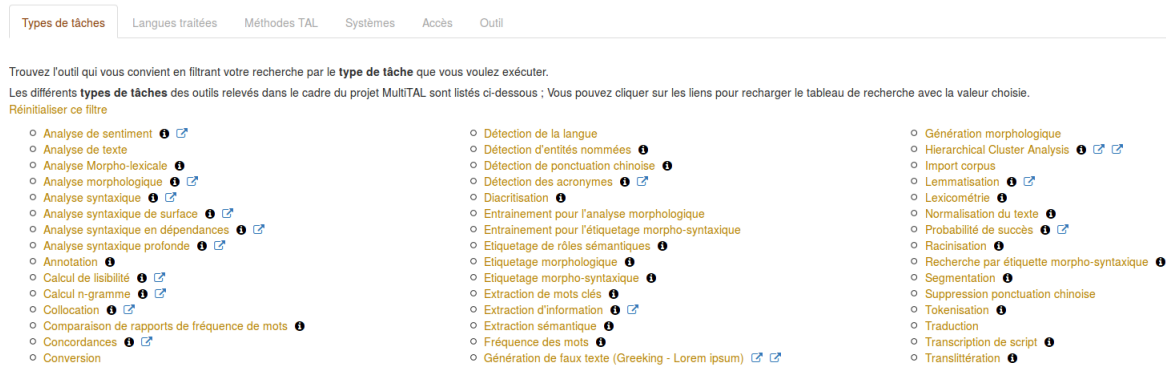 Types de tâches
Langues traitées
Méthodes TAL
Systèmes
Accès
Outil
Trouvez l'outil qui vous convient en filtrant votre recherche par le type de tâche que vous voulez exécuter.
Les différents types de tâches des outils relevés dans le cadre du projet MultiTAL sont listés ci-dessous ; Vous pouvez cliquer sur les liens pour recharger le tableau de recherche avec la valeur choisie.
Réinitialiser ce filtre
Analyse de sentiment
Analyse de texte
Analyse Morpho-lexicale
Analyse morphologique
Analyse syntaxique
Analyse syntaxique de surface
Analyse syntaxique en dépendances
Analyse syntaxique profonde
Annotation
Calcul de lisibilité
Calcul n-gramme
Collocation
Comparaison de rapports de fréquence de mots
Concordances
Conversion
Détection de la langue
Détection d'entités nommées
Détection de ponctuation chinoise
Détection des acronymes
Diacritisation
Entrainement pour l'analyse morphologique
Entrainement pour l'étiquetage morpho-syntaxique
Etiquetage de rôles sémantiques
Etiquetage morphologique
Etiquetage morpho-syntaxique
Extraction de mots clés
Extraction d'information
Extraction sémantique
Fréquence des mots
Génération de faux texte (Greeking - Lorem ipsum)
Génération morphologique
Hierarchical Cluster Analysis
Import corpus
Lemmatisation
Lexicométrie
Normalisation du texte
Probabilité de succès
Racinisation
Recherche par étiquette morpho-syntaxique
Segmentation
Suppression ponctuation chinoise
Tokenisation
Traduction
Transcription de script
Translittération